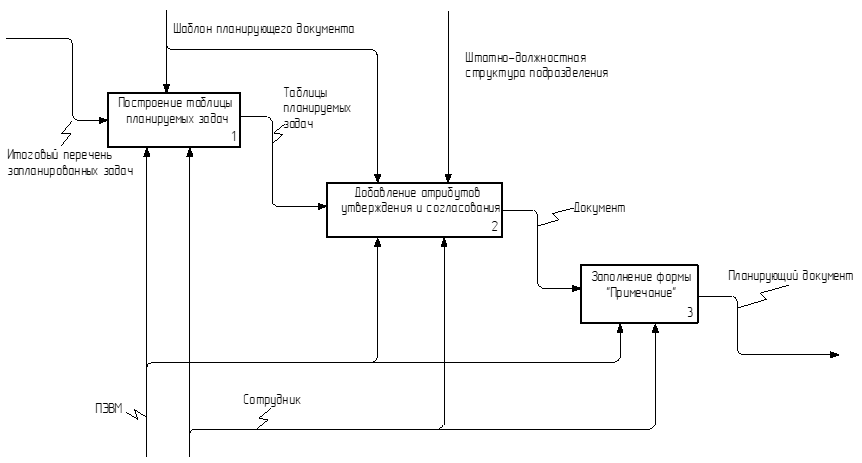 Шаблон планирующего документа
Штатно-должностная
структура подразделения
Построение таблицы
планируемых задач
1
Таблицы
планируемых
задач
Итоговый перечень
запланированных задач
Добавление атрибутов
утверждения и согласования
2
Документ
Заполнение формы
"Примечание"
3
Планирующий документ
ПЭВМ
Сотрудник